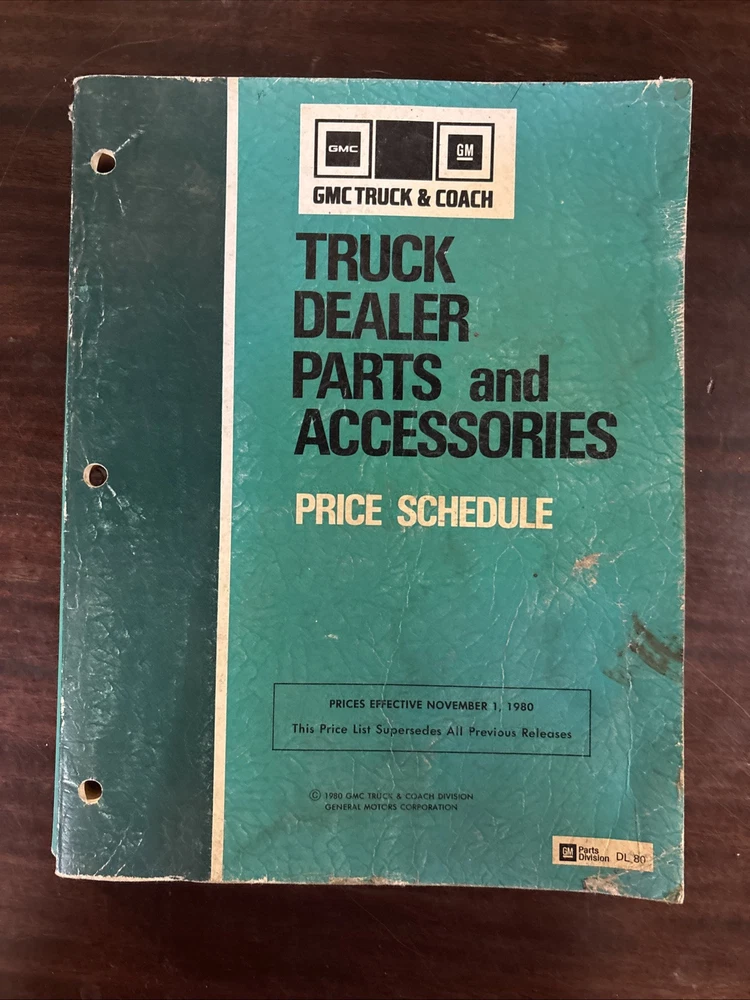 GMC
GM
GMC TRUCK & COACH
TRUCK
DEALER
PARTS and
ACCESSORIES
PRICE SCHEDULE
PRICES EFFECTIVE NOVEMBER 1, 1980
This Price List Supersedes All Previous Releases
© 1980 GMC TRUCK & COACH DIVISION
GENERAL MOTORS CORPORATION
GM Parts
Division DL 80